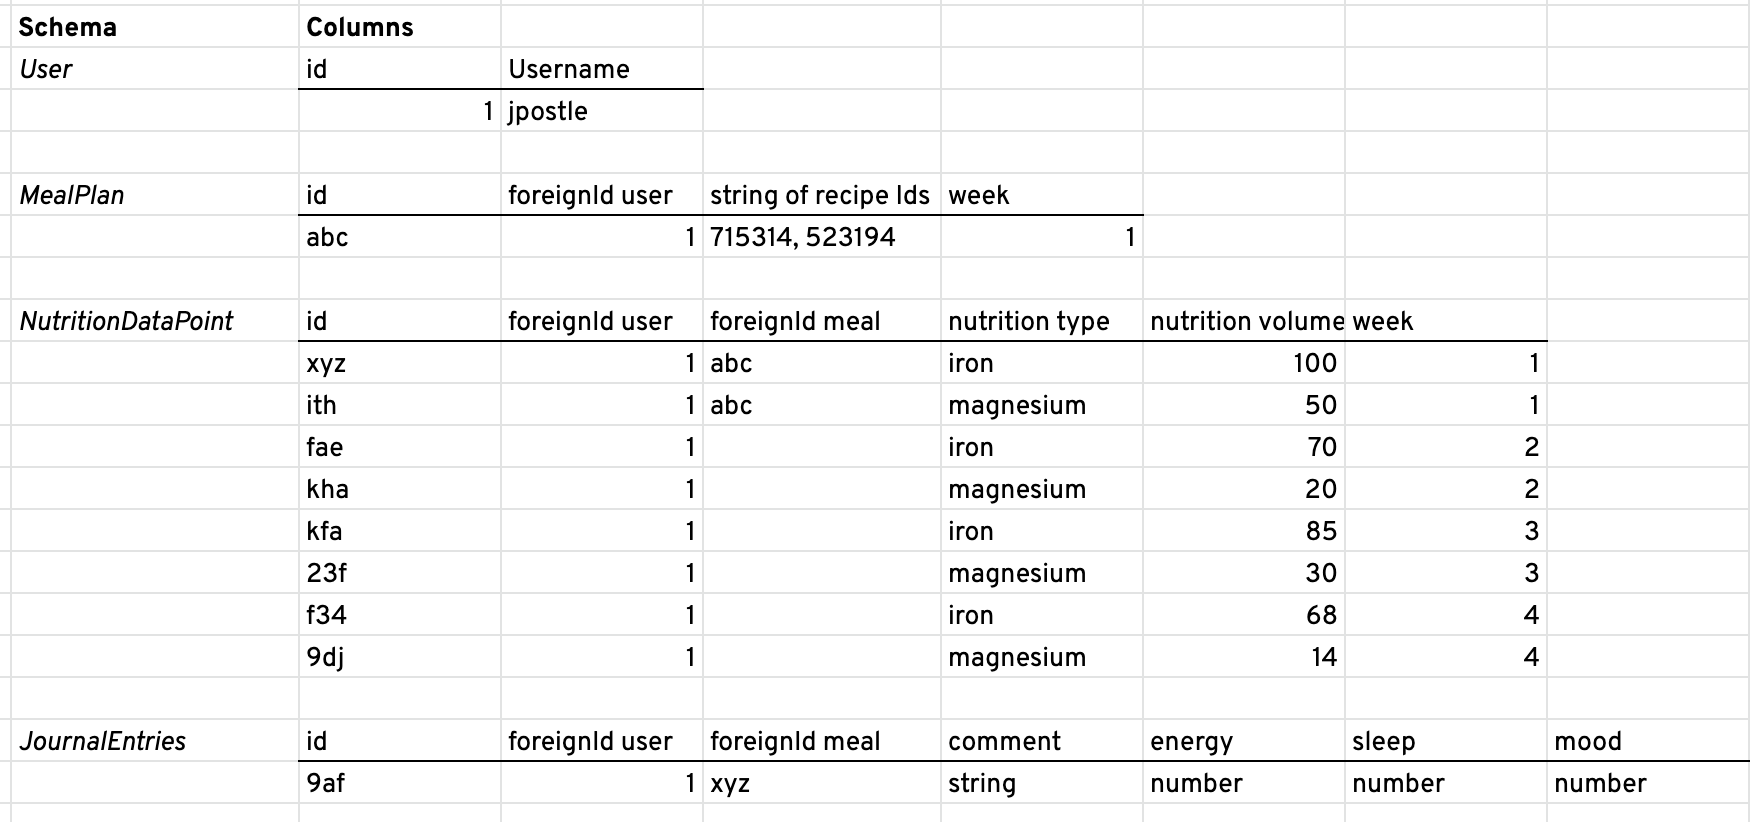 Schema Columns
User id Username
1 jpostle
MealPlan id foreignId user string of recipe Ids week
abc 1 715314, 523194 1
NutritionDataPoint id foreignId user foreignId meal nutrition type nutrition volume week
xyz 1 abc iron 100 1
ith 1 abc magnesium 50 1
fae 1 iron 70 2
kha 1 magnesium 20 2
kfa 1 iron 85 3
23f 1 magnesium 30 3
f34 1 iron 68 4
9dj 1 magnesium 14 4
JournalEntries id foreignId user foreignId meal comment energy sleep mood
9af 1 xyz string number number number